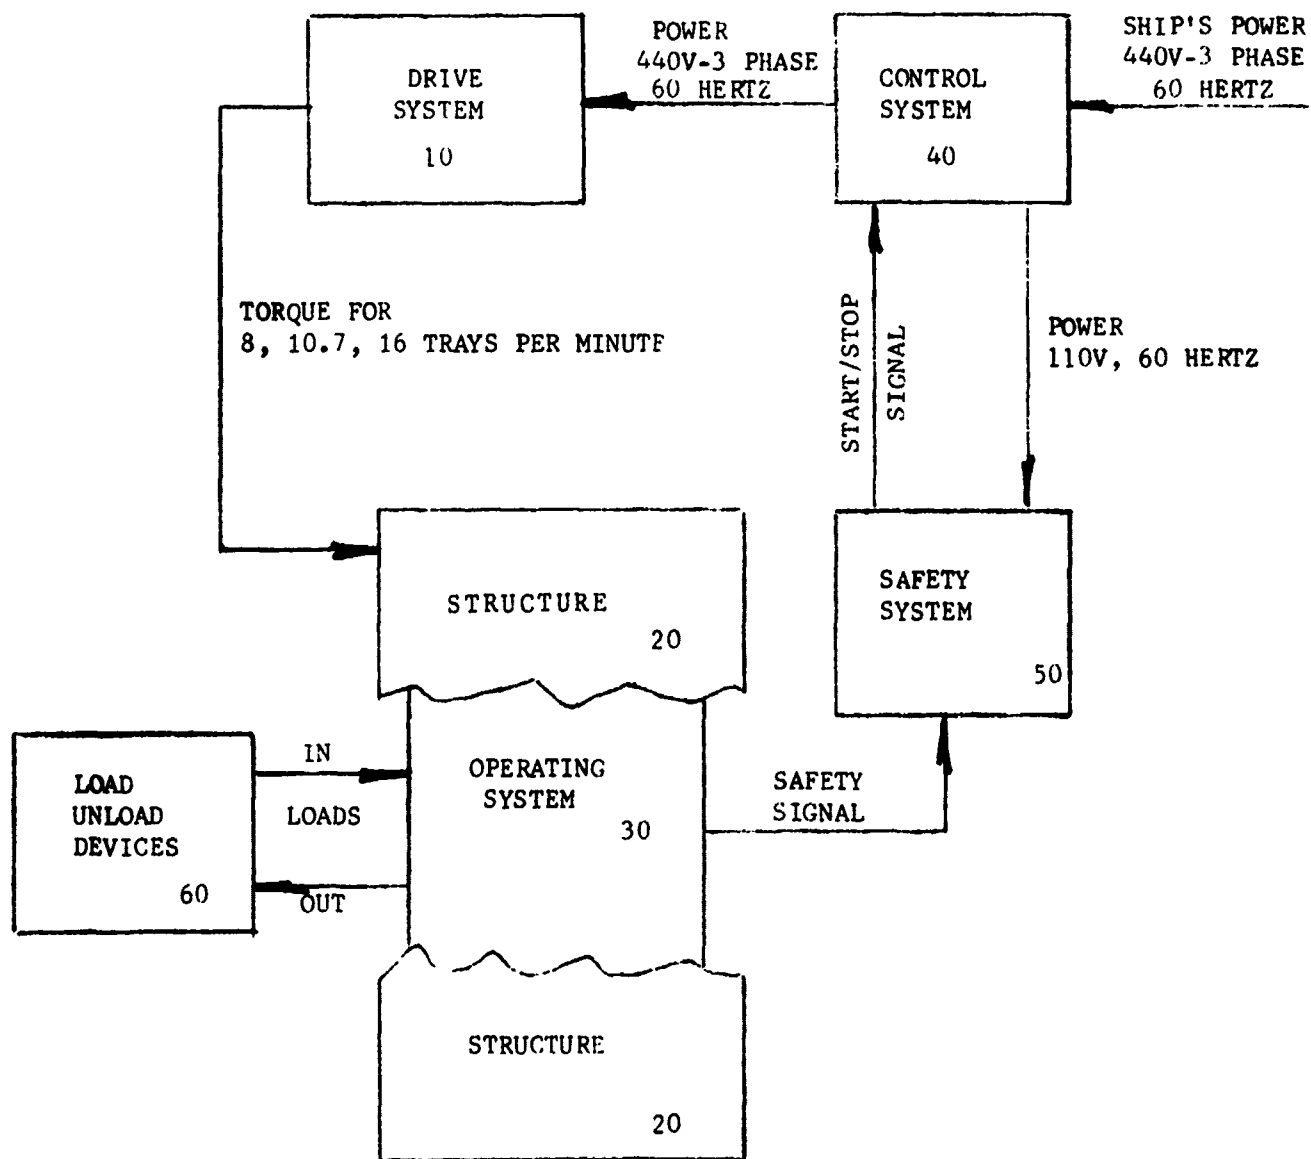 DRIVE
SYSTEM
10
POWER
440V-3 PHASE
60 HERTZ
CONTROL
SYSTEM
40
SHIP'S POWER
440V-3 PHASE
60 HERTZ
TORQUE FOR
8, 10.7, 16 TRAYS PER MINUTE
START/STOP
SIGNAL
POWER
110V, 60 HERTZ
STRUCTURE
20
SAFETY
SYSTEM
50
LOAD
UNLOAD
DEVICES
60
IN
LOADS
OUT
OPERATING
SYSTEM
30
SAFETY
SIGNAL
STRUCTURE
20